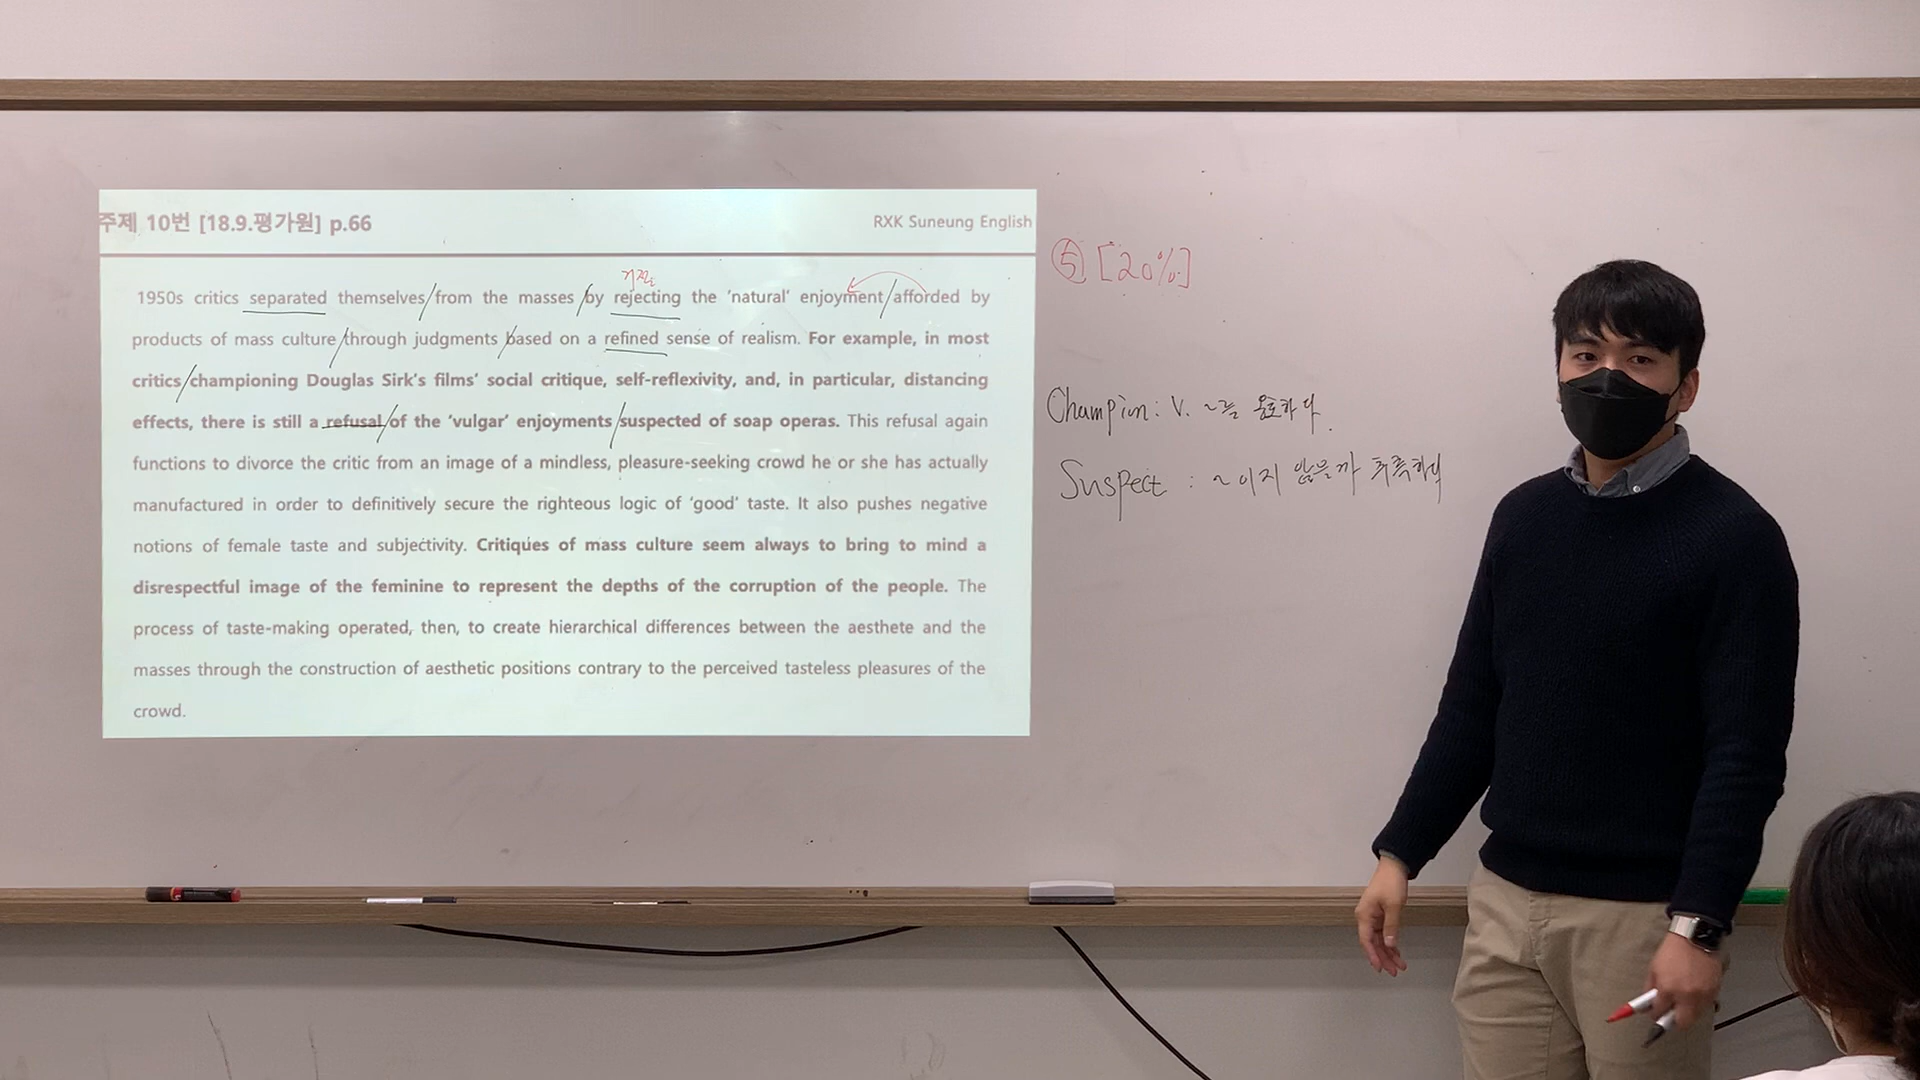 주제 10번 [18.9.평가원] p.66
RXK Suneung English
1950s critics separated themselves from the masses by rejecting the 'natural' enjoyment afforded by
products of mass culture through judgments based on a refined sense of realism. For example, in most
critics championing Douglas Sirk's films' social critique, self-reflexivity, and, in particular, distancing
effects, there is still a refusal of the 'vulgar' enjoyments suspected of soap operas. This refusal again
functions to divorce the critic from an image of a mindless, pleasure-seeking crowd he or she has actually
manufactured in order to definitively secure the righteous logic of 'good' taste. It also pushes negative
notions of female taste and subjectivity. Critiques of mass culture seem always to bring to mind a
disrespectful image of the feminine to represent the depths of the corruption of the people. The
process of taste-making operated, then, to create hierarchical differences between the aesthete and the
masses through the construction of aesthetic positions contrary to the perceived tasteless pleasures of the
crowd.
⑤ [20%]
Champion: V. ~를 옹호하다.
Suspect : ~이지 않을까 추측하다